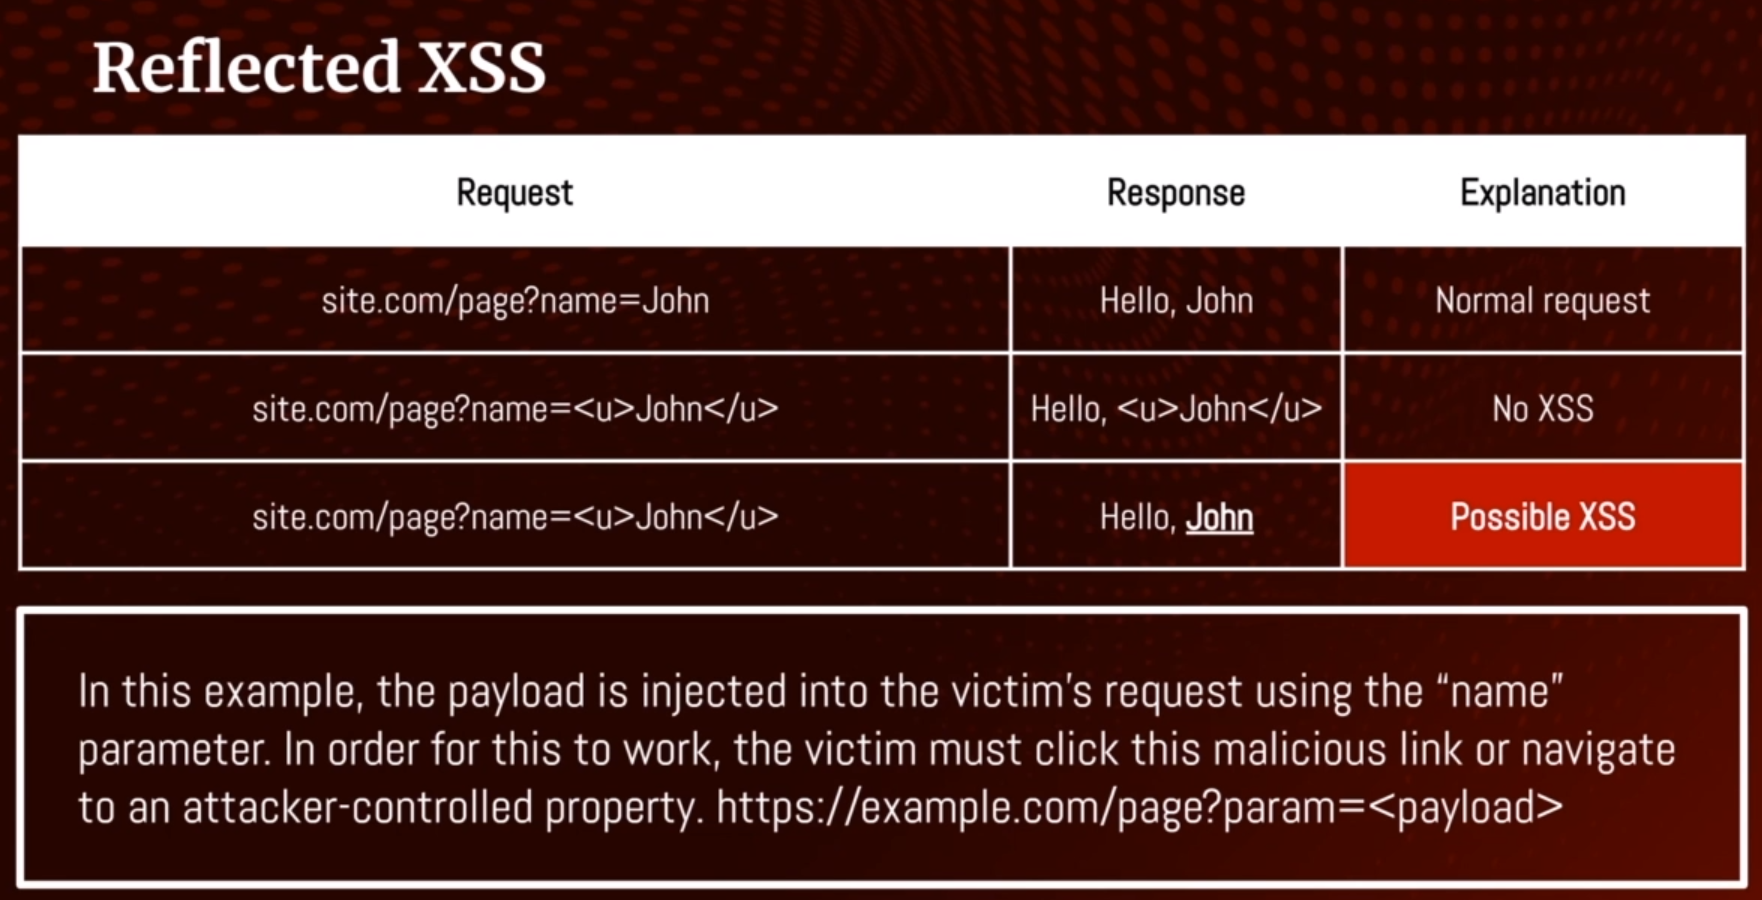 Reflected XSS
Request Response Explanation
site.com/page?name=John Hello, John Normal request
site.com/page?name=<u>John</u> Hello, <u>John</u> No XSS
site.com/page?name=<u>John</u> Hello, John Possible XSS
In this example, the payload is injected into the victim’s request using the “name”
parameter. In order for this to work, the victim must click this malicious link or navigate
to an attacker-controlled property. https://example.com/page?param=<payload>